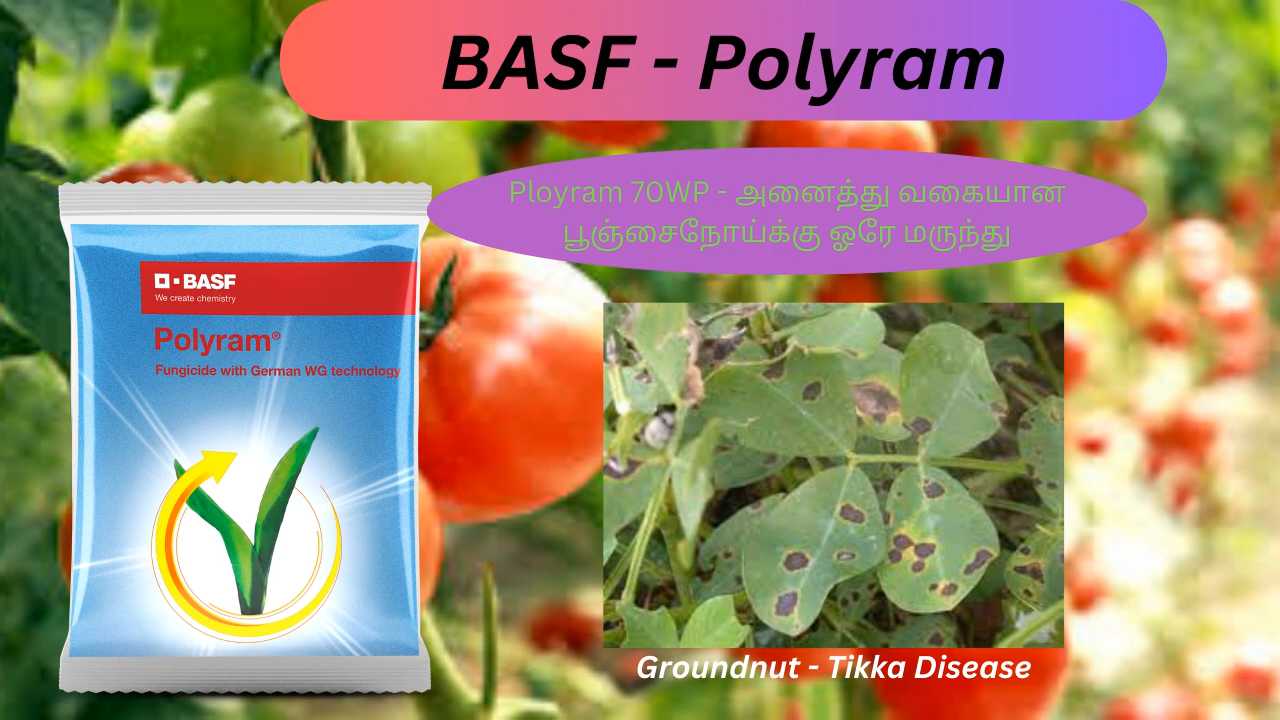 BASF - Polyram
Ployram 70WP - அனைத்து வகையான
பூஞ்சைநோய்க்கு ஓரே மருந்து
BASF
We create chemistry
Polyram®
Fungicide with German WG technology
Groundnut - Tikka Disease